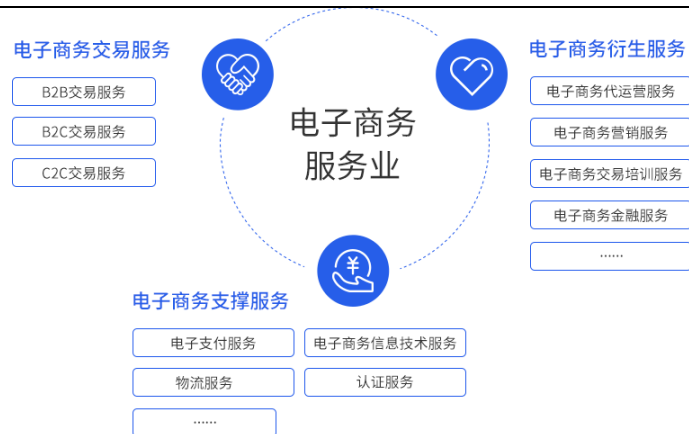 电子商务交易服务
B2B交易服务
B2C交易服务
C2C交易服务
电子商务
服务业
¥
电子商务衍生服务
电子商务代运营服务
电子商务营销服务
电子商务交易培训服务
电子商务金融服务
······
电子商务支撑服务
电子支付服务
电子商务信息技术服务
物流服务
认证服务
······